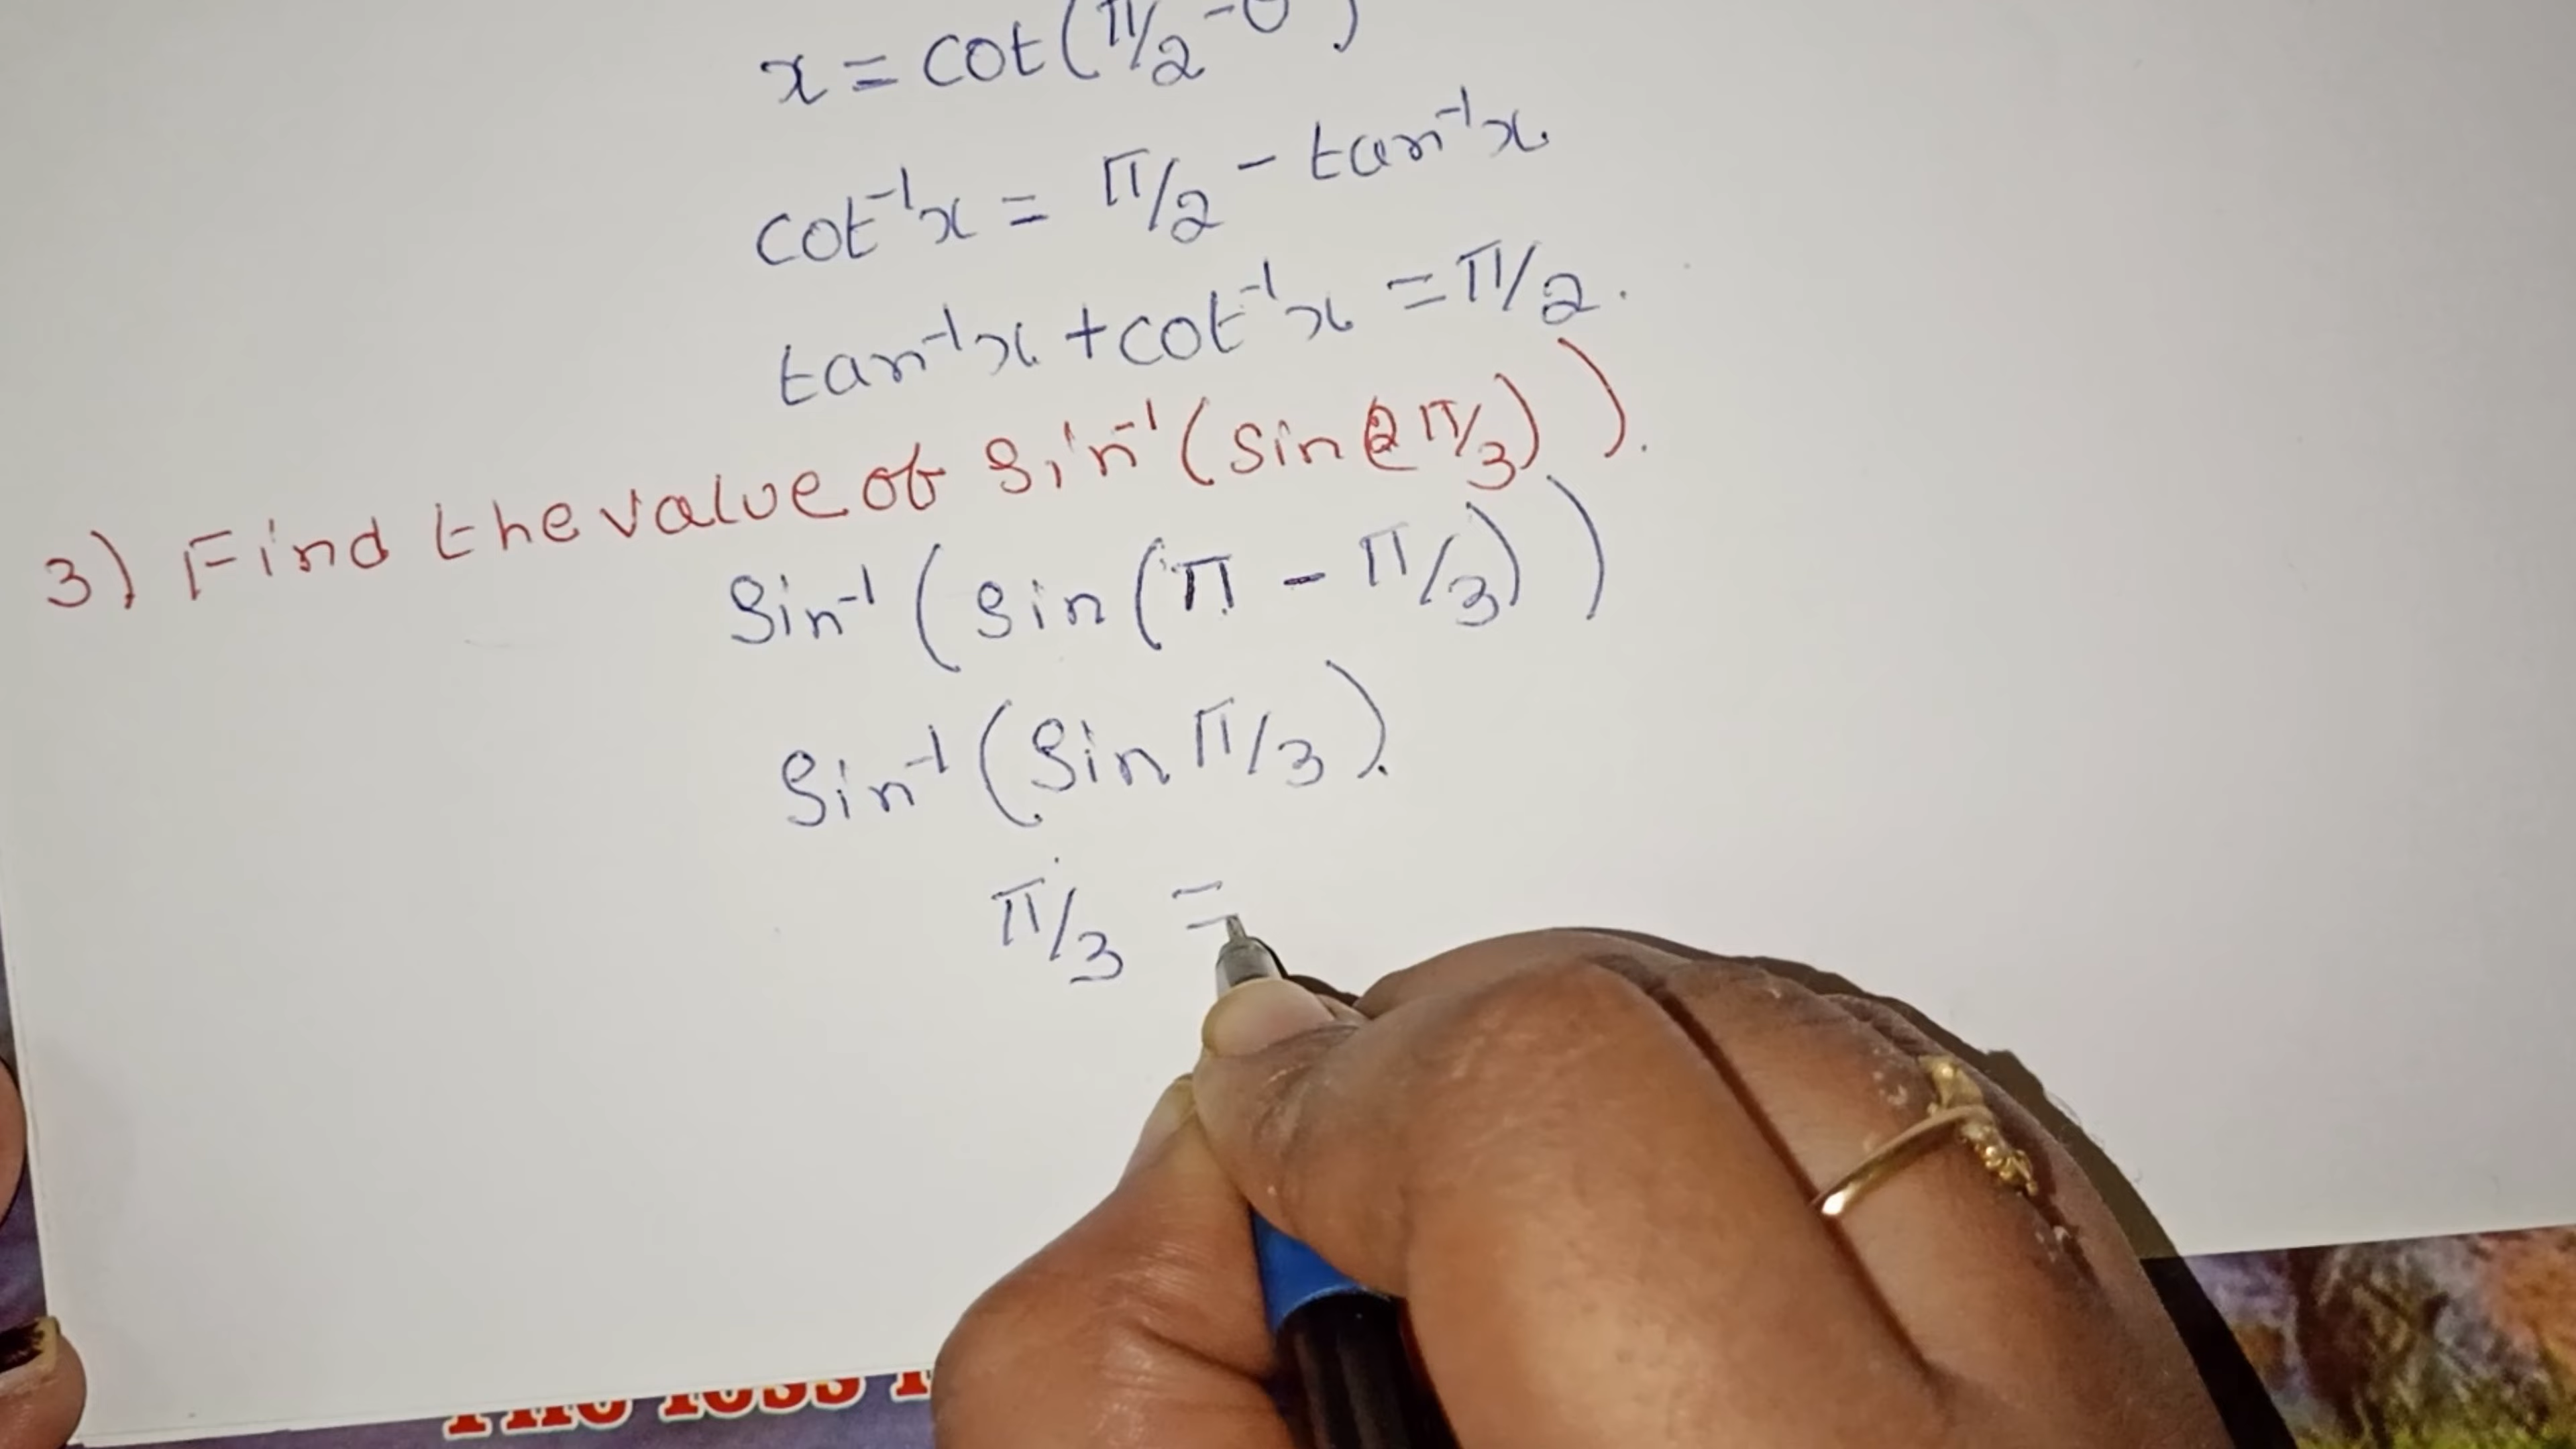 x = cot(π/2 - θ)
cot⁻¹x = π/2 - tan⁻¹x
tan⁻¹x + cot⁻¹x = π/2.
3) Find the value of Sin⁻¹(Sin(2π/3)).
Sin⁻¹(Sin(π - π/3))
Sin⁻¹(Sin π/3).
π/3 =